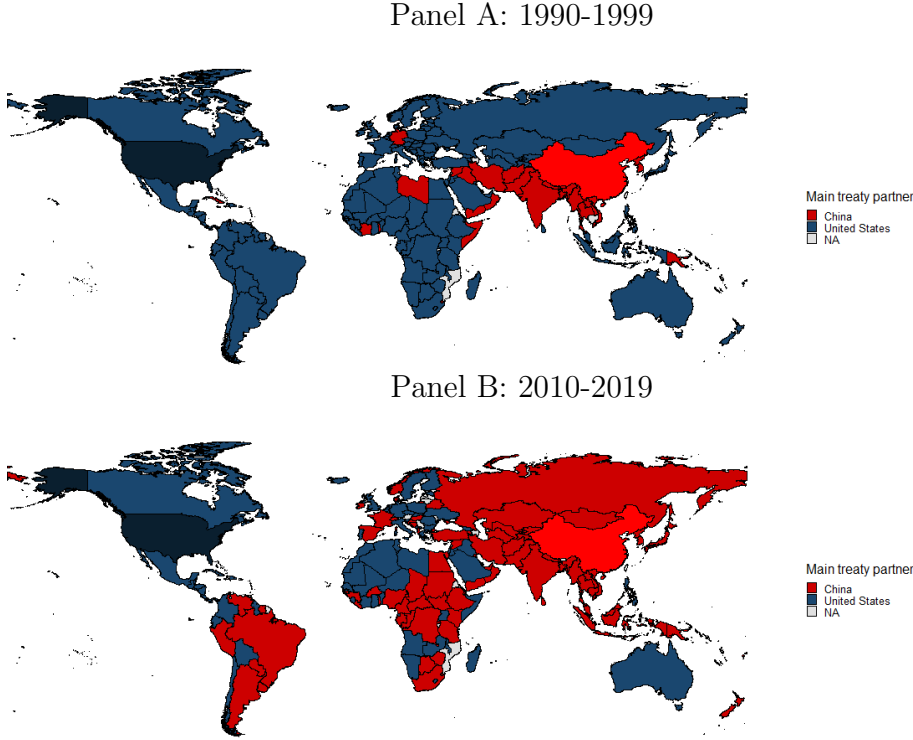 Panel A: 1990-1999
Main treaty partner
China
United States
NA
Panel B: 2010-2019
Main treaty partner
China
United States
NA